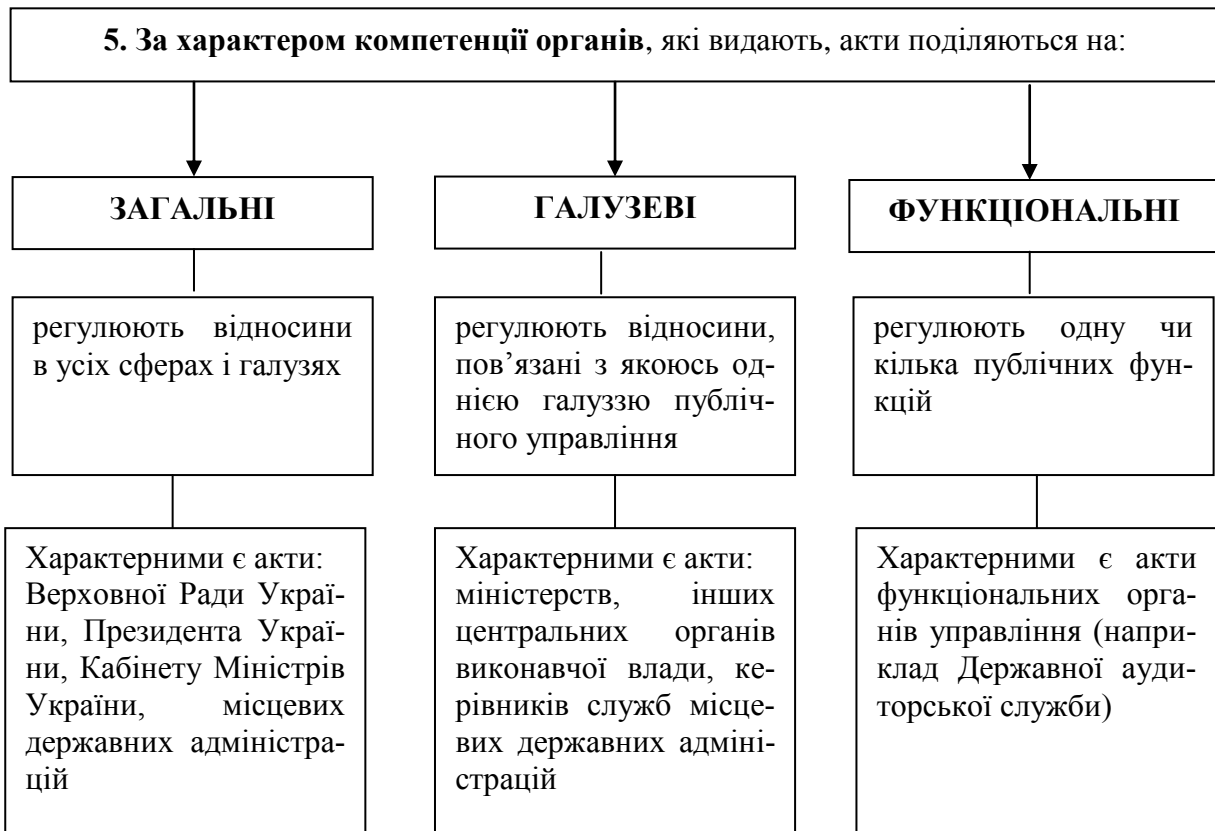 5. За характером компетенції органів, які видають, акти поділяються на:
ЗАГАЛЬНІ
ГАЛУЗЕВІ
ФУНКЦІОНАЛЬНІ
регулюють відносини
в усіх сферах і галузях
регулюють відносини,
пов’язані з якоюсь од-
нією галуззю публіч-
ного управління
регулюють одну чи
кілька публічних фун-
кцій
Характерними є акти:
Верховної Ради Украї-
ни, Президента Украї-
ни, Кабінету Міністрів
України, місцевих
державних адміністра-
цій
Характерними є акти:
міністерств, інших
центральних органів
виконавчої влади, ке-
рівників служб місце-
вих державних адміні-
страцій
Характерними є акти
функціональних орга-
нів управління (напри-
клад Державної ауди-
торської служби)